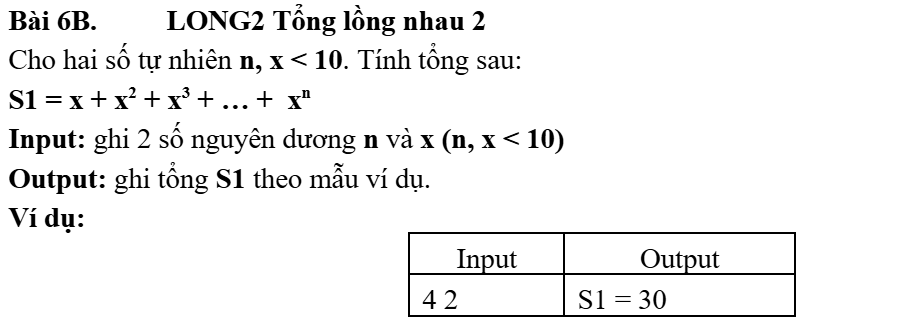 Bài 6B. LONG2 Tổng lồng nhau 2
Cho hai số tự nhiên n, x < 10. Tính tổng sau:
S1 = x + x² + x³ + … + xⁿ
Input: ghi 2 số nguyên dương n và x (n, x < 10)
Output: ghi tổng S1 theo mẫu ví dụ.
Ví dụ:
Input Output
4 2 S1 = 30